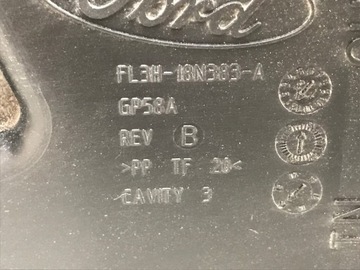 Ford
FL3H-18N383-A
GP58A
REV B
>PP TF 20<
CAVITY 3